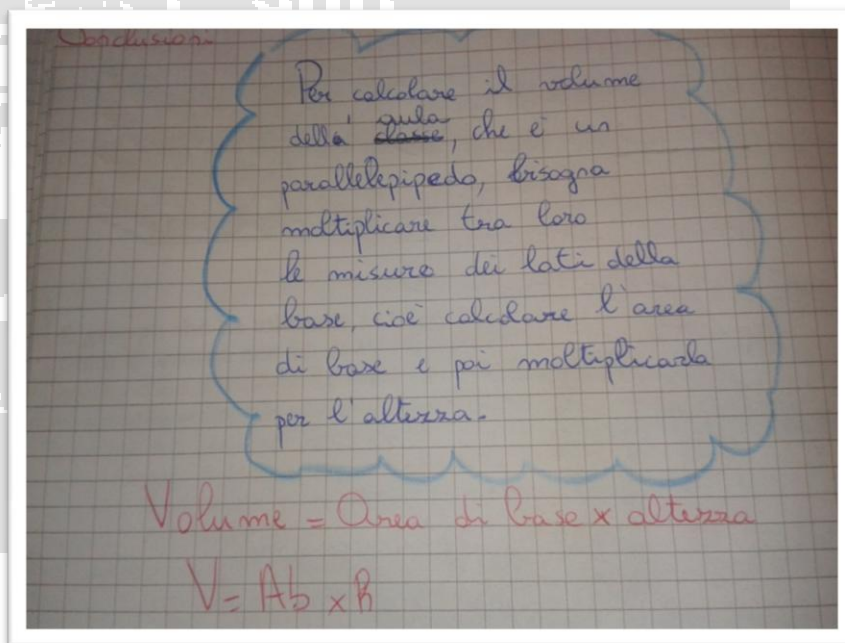 Conclusioni
Per calcolare il volume
aula
della classe, che è un
parallelepipedo, bisogna
moltiplicare tra loro
le misure dei lati della
base, cioè calcolare l'area
di base e poi moltiplicarla
per l'altezza.
Volume = Area di base x altezza
V = Ab x h